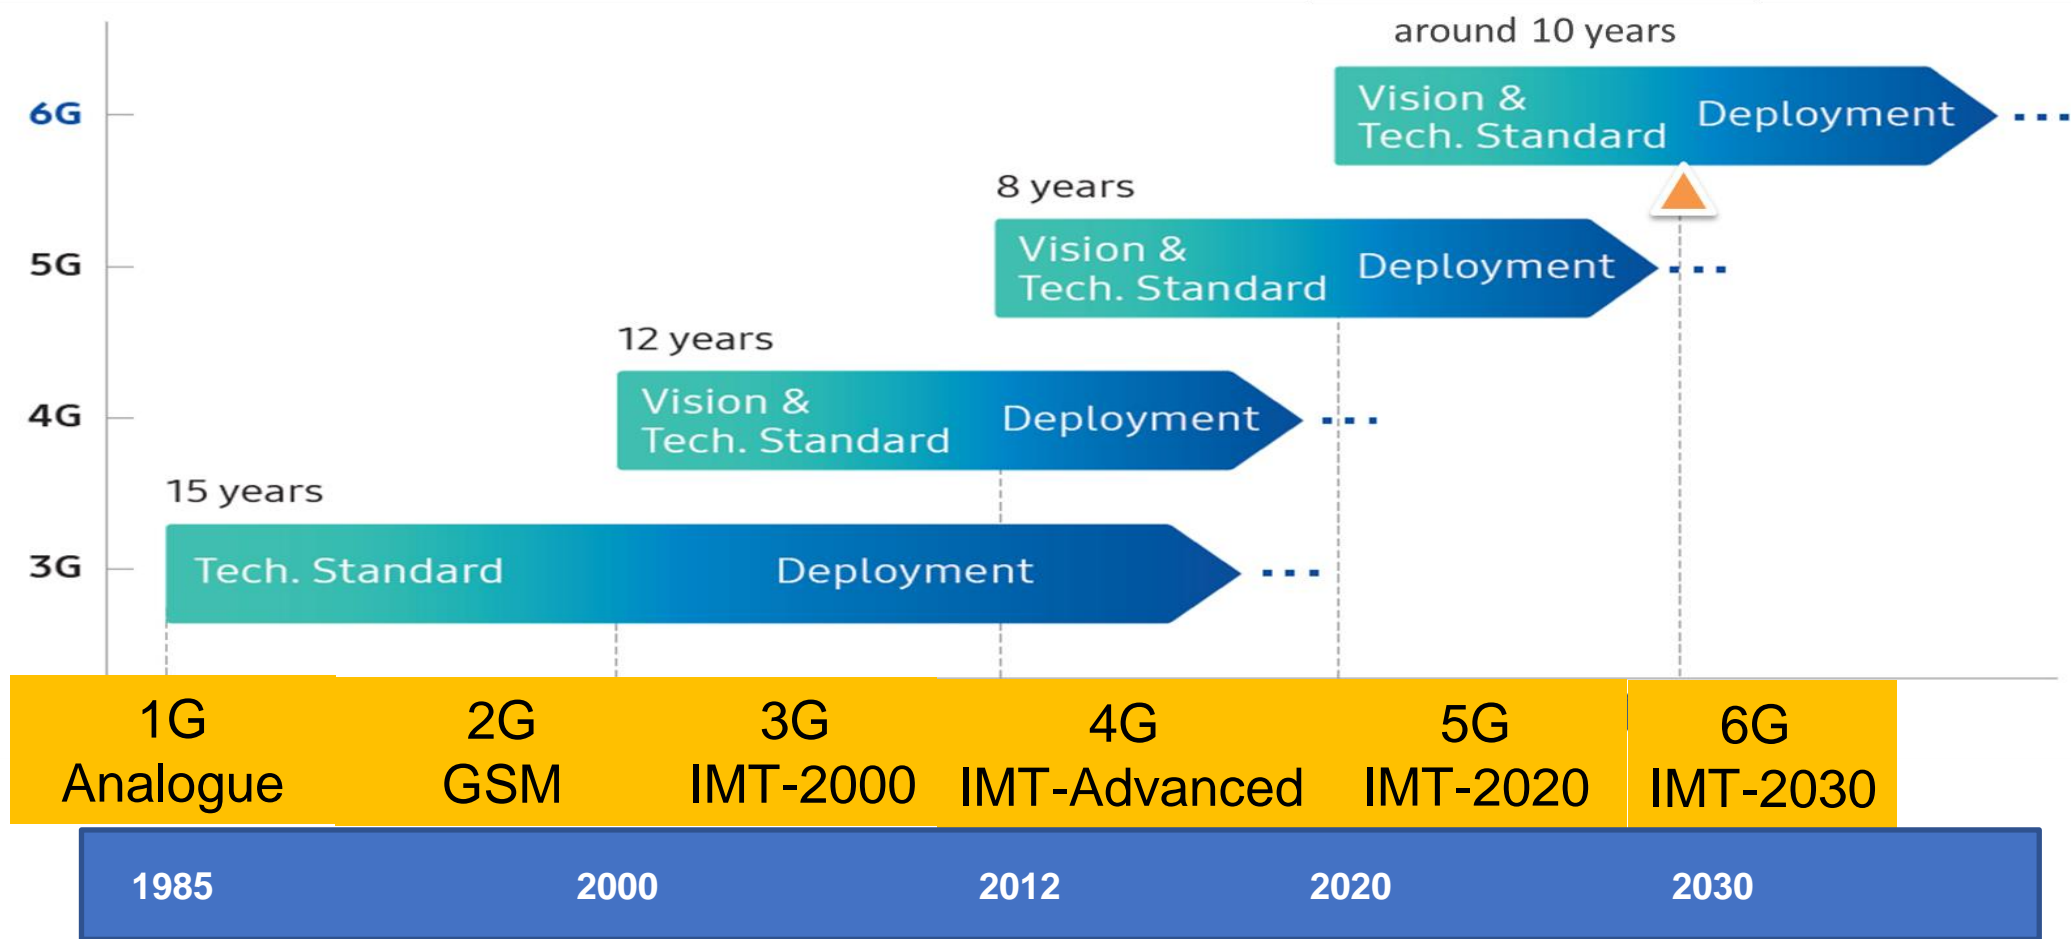 around 10 years
6G
Vision &
Tech. Standard
Deployment
8 years
5G
Vision &
Tech. Standard
Deployment
12 years
4G
Vision &
Tech. Standard
Deployment
15 years
3G
Tech. Standard
Deployment
1G
Analogue
2G
GSM
3G
IMT-2000
4G
IMT-Advanced
5G
IMT-2020
6G
IMT-2030
1985
2000
2012
2020
2030